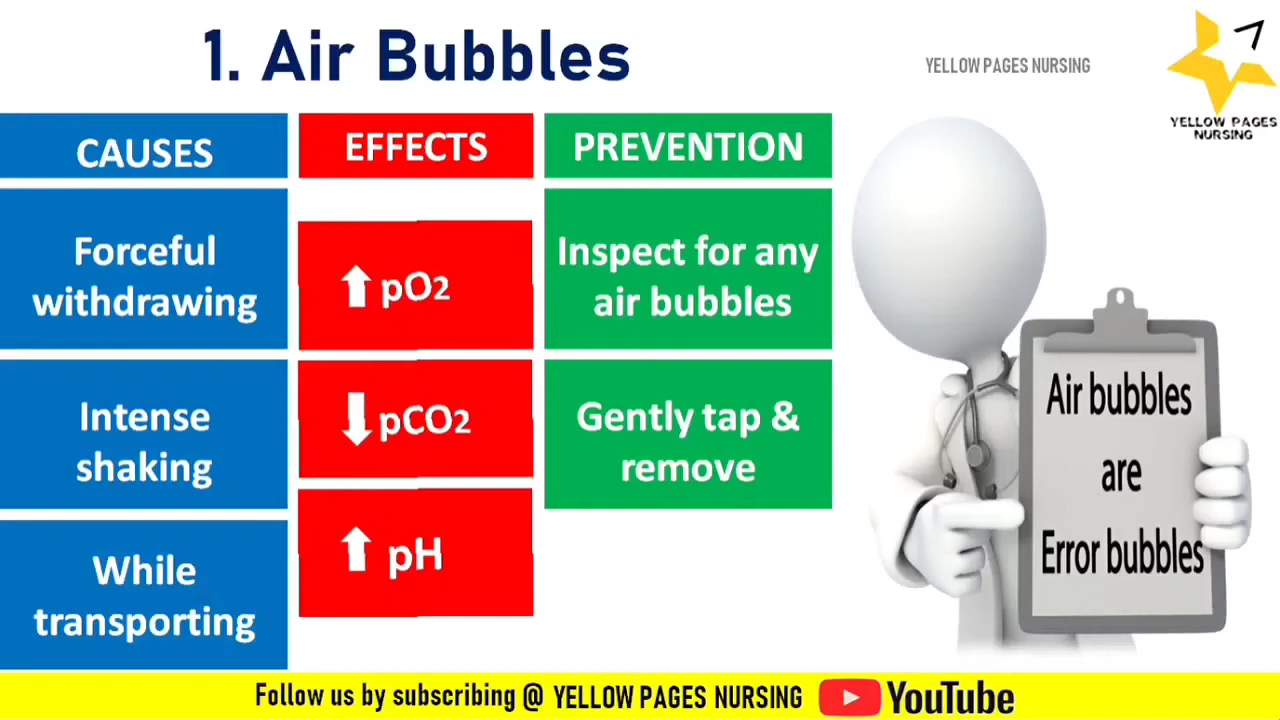 1. Air Bubbles
YELLOW PAGES NURSING
YELLOW PAGES
NURSING
CAUSES
Forceful
withdrawing
Intense
shaking
While
transporting
EFFECTS
pO2
pCO2
pH
PREVENTION
Inspect for any
air bubbles
Gently tap &
remove
Air bubbles
are
Error bubbles
Follow us by subscribing @ YELLOW PAGES NURSING YouTube